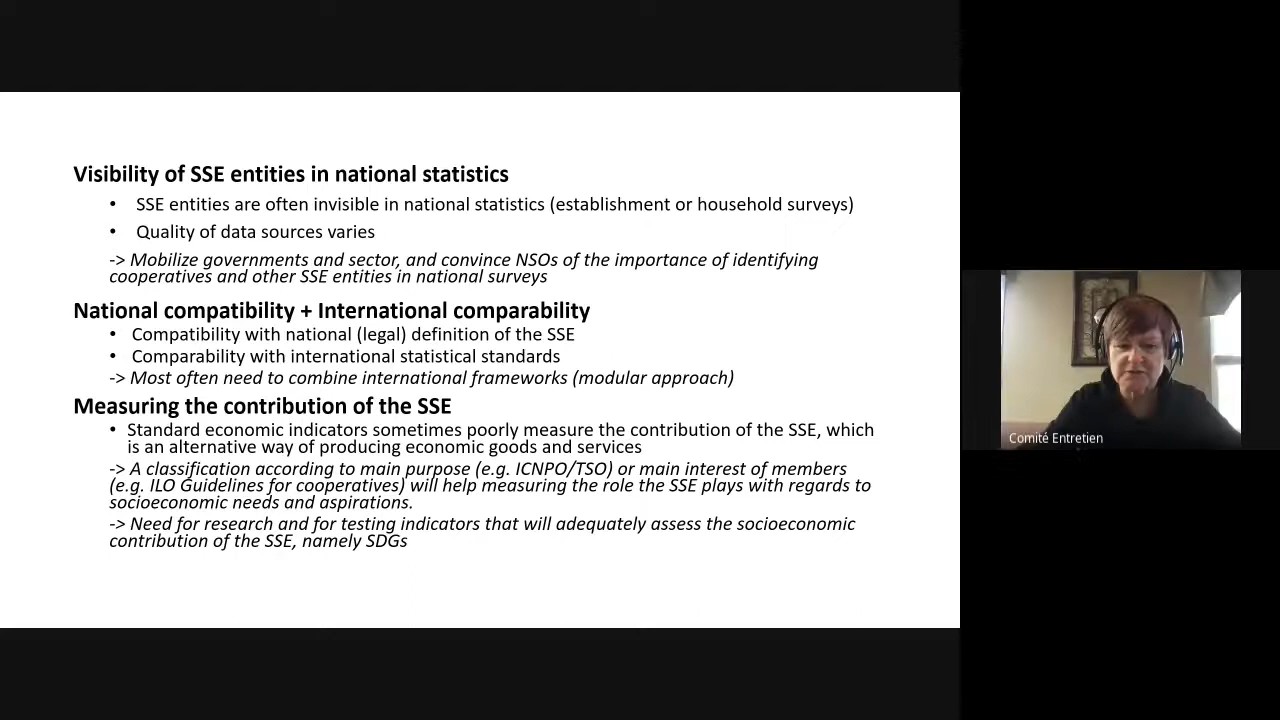 Visibility of SSE entities in national statistics
• SSE entities are often invisible in national statistics (establishment or household surveys)
• Quality of data sources varies
-> Mobilize governments and sector, and convince NSOs of the importance of identifying
cooperatives and other SSE entities in national surveys
National compatibility + International comparability
• Compatibility with national (legal) definition of the SSE
• Comparability with international statistical standards
-> Most often need to combine international frameworks (modular approach)
Measuring the contribution of the SSE
• Standard economic indicators sometimes poorly measure the contribution of the SSE, which
is an alternative way of producing economic goods and services
-> A classification according to main purpose (e.g. ICNPO/TSO) or main interest of members
(e.g. ILO Guidelines for cooperatives) will help measuring the role the SSE plays with regards to
socioeconomic needs and aspirations.
-> Need for research and for testing indicators that will adequately assess the socioeconomic
contribution of the SSE, namely SDGs
Comité Entretien